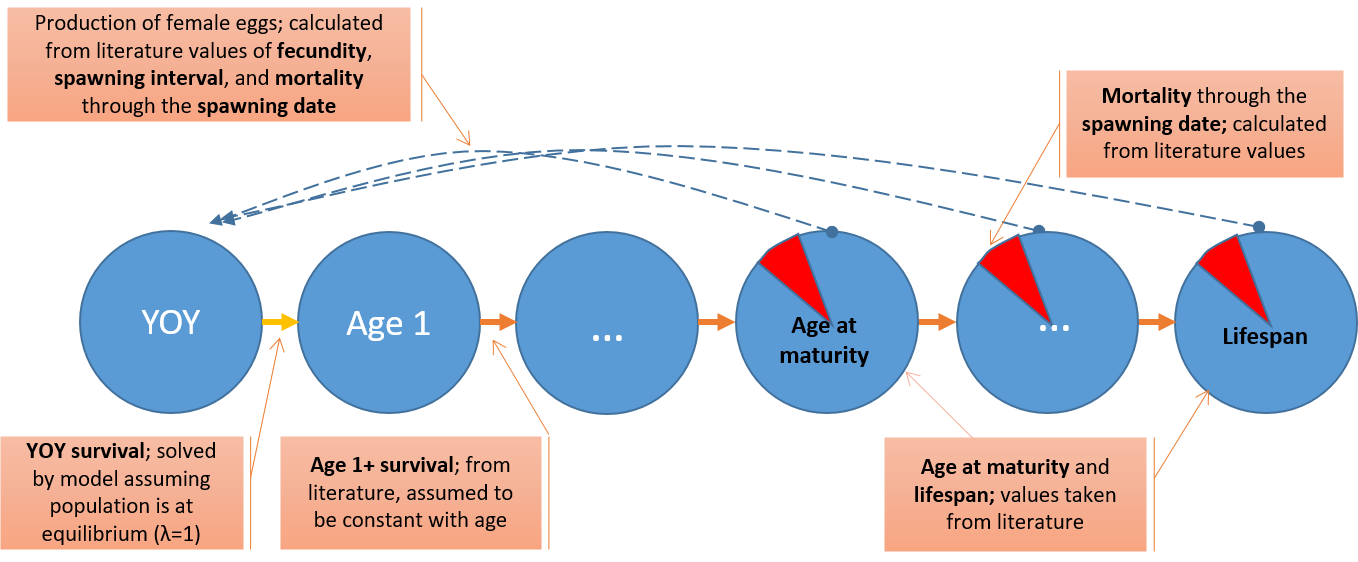 Production of female eggs; calculated
from literature values of fecundity,
spawning interval, and mortality
through the spawning date
Mortality through the
spawning date; calculated
from literature values
YOY
Age 1
...
Age at
maturity
...
Lifespan
YOY survival; solved
by model assuming
population is at
equilibrium (λ=1)
Age 1+ survival; from
literature, assumed to
be constant with age
Age at maturity and
lifespan; values taken
from literature